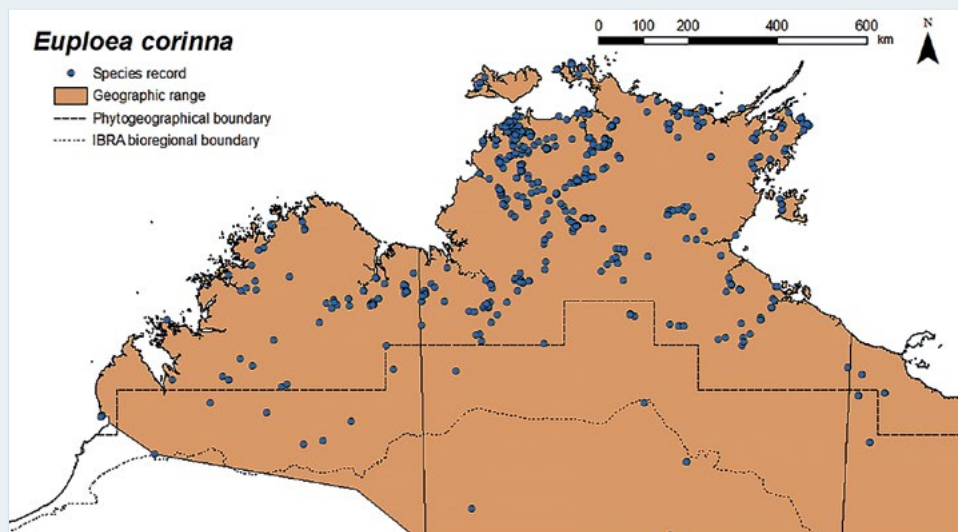 Euploea corinna
Species record
Geographic range
Phytogeographical boundary
IBRA bioregional boundary
0 100 200 400 600
km
N